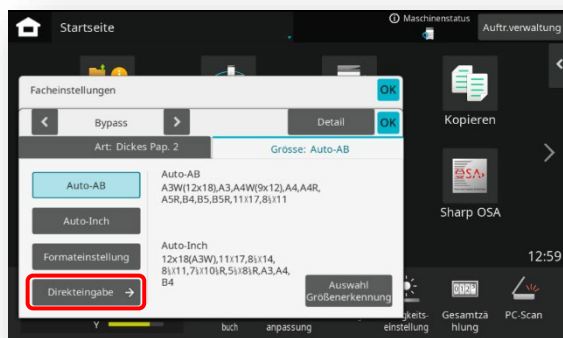 Startseite
Maschinenstatus
Auftr.verwaltung
Facheinstellungen
OK
Bypass
Detail
OK
Kopieren
Art: Dickes Pap. 2
Grösse: Auto-AB
Auto-AB
Auto-AB
A3W(12x18),A3,A4W(9x12),A4,A4R,
A5R,B4,B5,B5R,11X17,8½X11
Auto-Inch
OSA
Sharp OSA
Formateinstellung
Auto-Inch
12x18(A3W),11X17,8½X14,
8½X11,7¼X10½R,5½X8½R,A3,A4,
B4
12:59
Direkteingabe →
Auswahl
Größenerkennung
Y
buch
anpassung
keits-
einstellung
Gesamtzä
hlung
PC-Scan